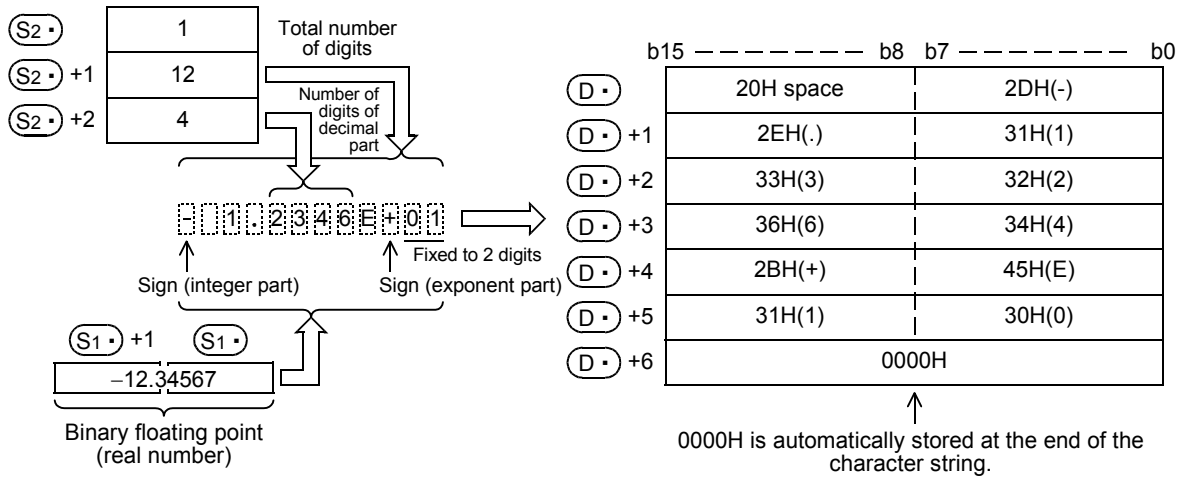 S2・ 1
S2・ +1 12
S2・ +2 4
Total number
of digits
Number of
digits of
decimal
part
- 1 . 2 3 4 6 E + 0 1
Fixed to 2 digits
Sign (integer part) Sign (exponent part)
S1・ +1 S1・
−12.34567
Binary floating point
(real number)
b15 b8 b7 b0
D・ 20H space 2DH(-)
D・ +1 2EH(.) 31H(1)
D・ +2 33H(3) 32H(2)
D・ +3 36H(6) 34H(4)
D・ +4 2BH(+) 45H(E)
D・ +5 31H(1) 30H(0)
D・ +6 0000H
0000H is automatically stored at the end of the
character string.